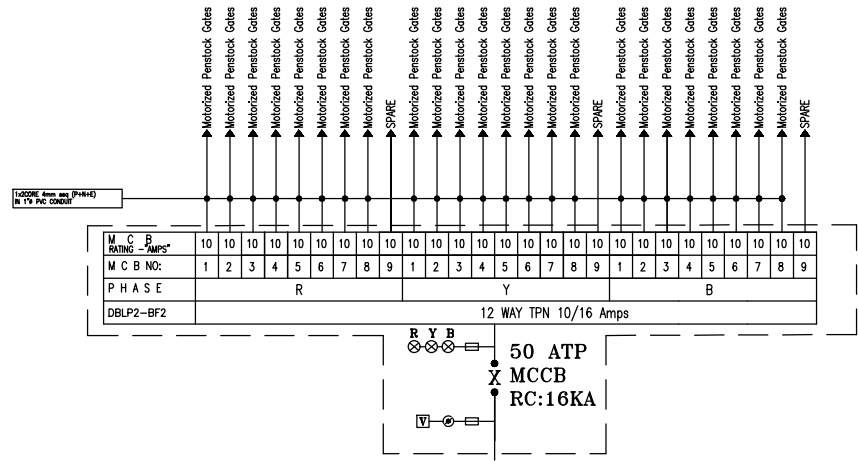 Motorized Penstock Gates
Motorized Penstock Gates
Motorized Penstock Gates
Motorized Penstock Gates
Motorized Penstock Gates
Motorized Penstock Gates
Motorized Penstock Gates
Motorized Penstock Gates
SPARE
Motorized Penstock Gates
Motorized Penstock Gates
Motorized Penstock Gates
Motorized Penstock Gates
Motorized Penstock Gates
Motorized Penstock Gates
Motorized Penstock Gates
Motorized Penstock Gates
SPARE
Motorized Penstock Gates
Motorized Penstock Gates
Motorized Penstock Gates
Motorized Penstock Gates
Motorized Penstock Gates
Motorized Penstock Gates
Motorized Penstock Gates
Motorized Penstock Gates
SPARE
1x2CORE 4mm seq (P+N+E)
IN 1"ø PVC CONDUIT
M C B
RATING -"AMPS" 10 10 10 10 10 10 10 10 10 10 10 10 10 10 10 10 10 10 10 10 10 10 10 10 10 10 10
M C B NO: 1 2 3 4 5 6 7 8 9 1 2 3 4 5 6 7 8 9 1 2 3 4 5 6 7 8 9
P H A S E R Y B
DBLP2-BF2 12 WAY TPN 10/16 Amps
R Y B
50 ATP
X MCCB
RC:16KA
V